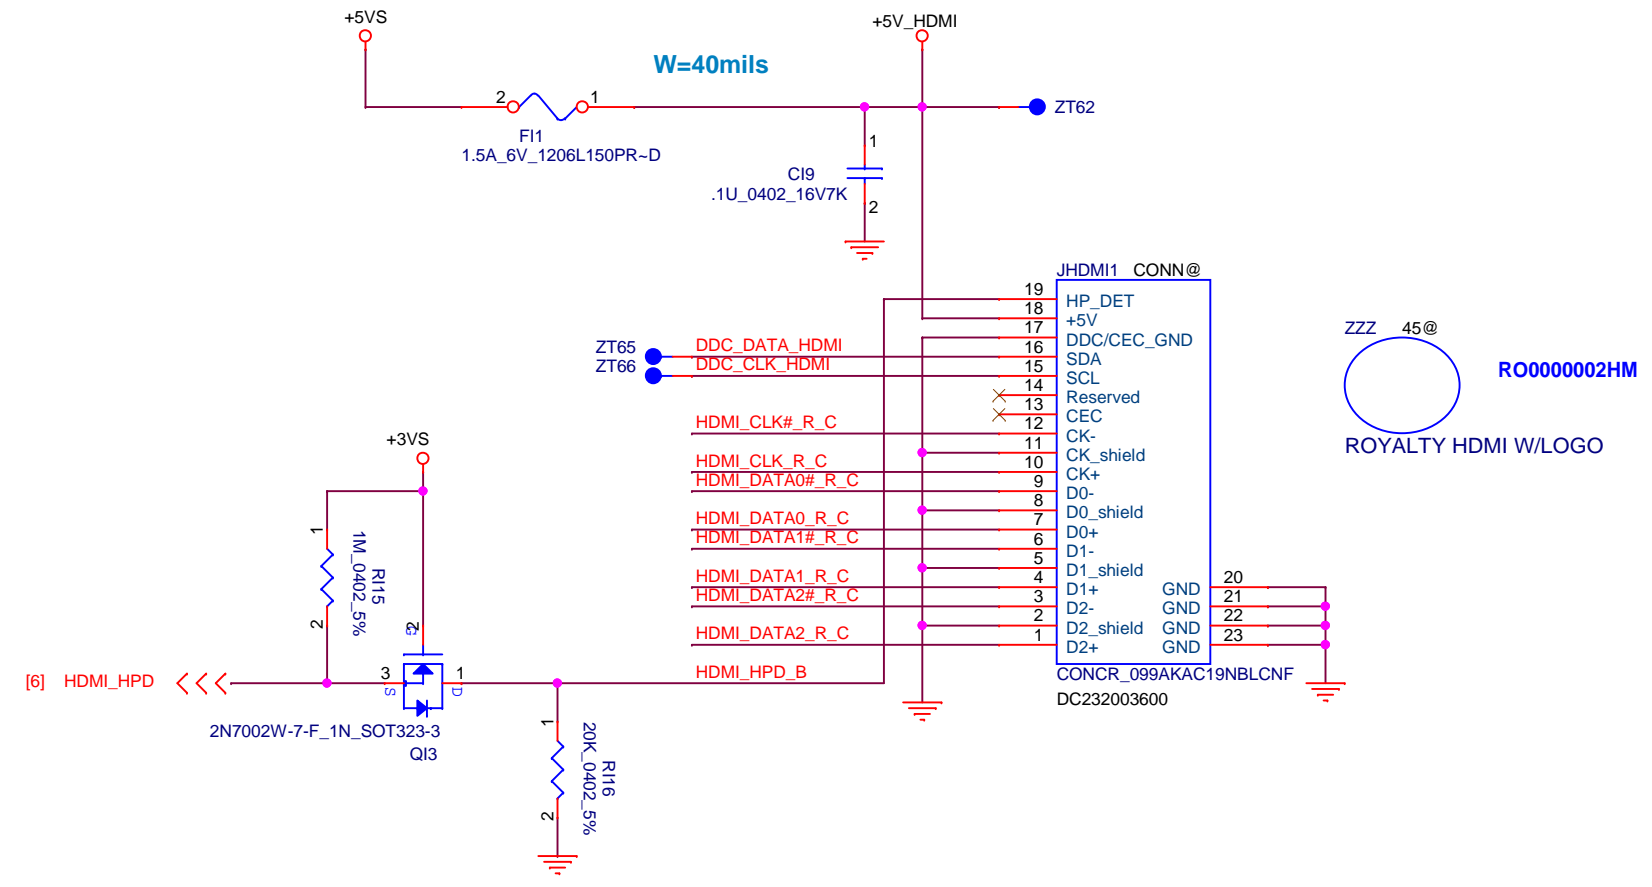 +5VS
+5V_HDMI
W=40mils
2
1
ZT62
FI1
1.5A_6V_1206L150PR~D
1
CI9
.1U_0402_16V7K
2
JHDMI1 CONN@
19 HP_DET
18 +5V
17 DDC/CEC_GND
ZT65 DDC_DATA_HDMI 16 SDA
ZT66 DDC_CLK_HDMI 15 SCL
14 Reserved
13 CEC
HDMI_CLK#_R_C 12 CK-
11 CK_shield
HDMI_CLK_R_C 10 CK+
HDMI_DATA0#_R_C 9 D0-
8 D0_shield
HDMI_DATA0_R_C 7 D0+
HDMI_DATA1#_R_C 6 D1-
5 D1_shield
HDMI_DATA1_R_C 4 D1+ GND 20
HDMI_DATA2#_R_C 3 D2- GND 21
2 D2_shield GND 22
HDMI_DATA2_R_C 1 D2+ GND 23
CONCR_099AKAC19NBLCNF
DC232003600
ZZZ 45@
RO0000002HM
ROYALTY HDMI W/LOGO
+3VS
1
RI15
1M_0402_5%
2
2
G
[6] HDMI_HPD
3
S
1
D
HDMI_HPD_B
2N7002W-7-F_1N_SOT323-3
QI3
1
RI16
20K_0402_5%
2